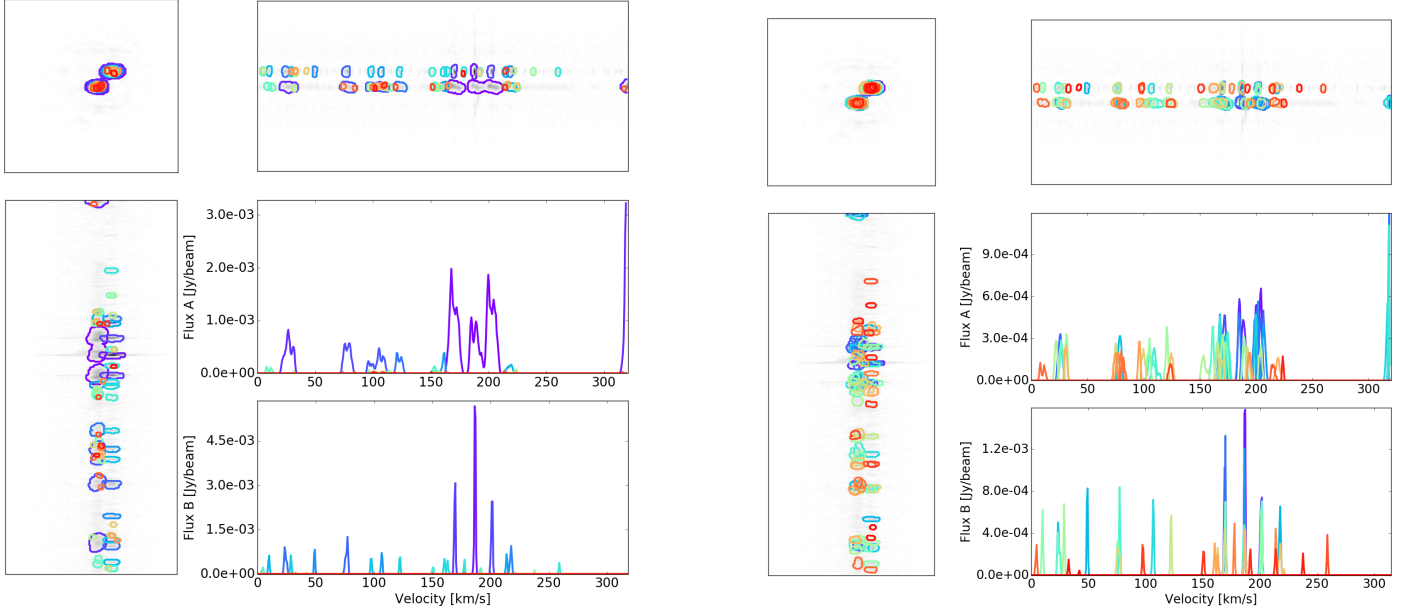 3.0e-03
2.0e-03
1.0e-03
0.0e+00
Flux A [Jy/beam]
0 50 100 150 200 250 300
4.5e-03
3.0e-03
1.5e-03
0.0e+00
Flux B [Jy/beam]
0 50 100 150 200 250 300
Velocity [km/s]
9.0e-04
6.0e-04
3.0e-04
0.0e+00
Flux A [Jy/beam]
0 50 100 150 200 250 300
1.2e-03
8.0e-04
4.0e-04
0.0e+00
Flux B [Jy/beam]
0 50 100 150 200 250 300
Velocity [km/s]